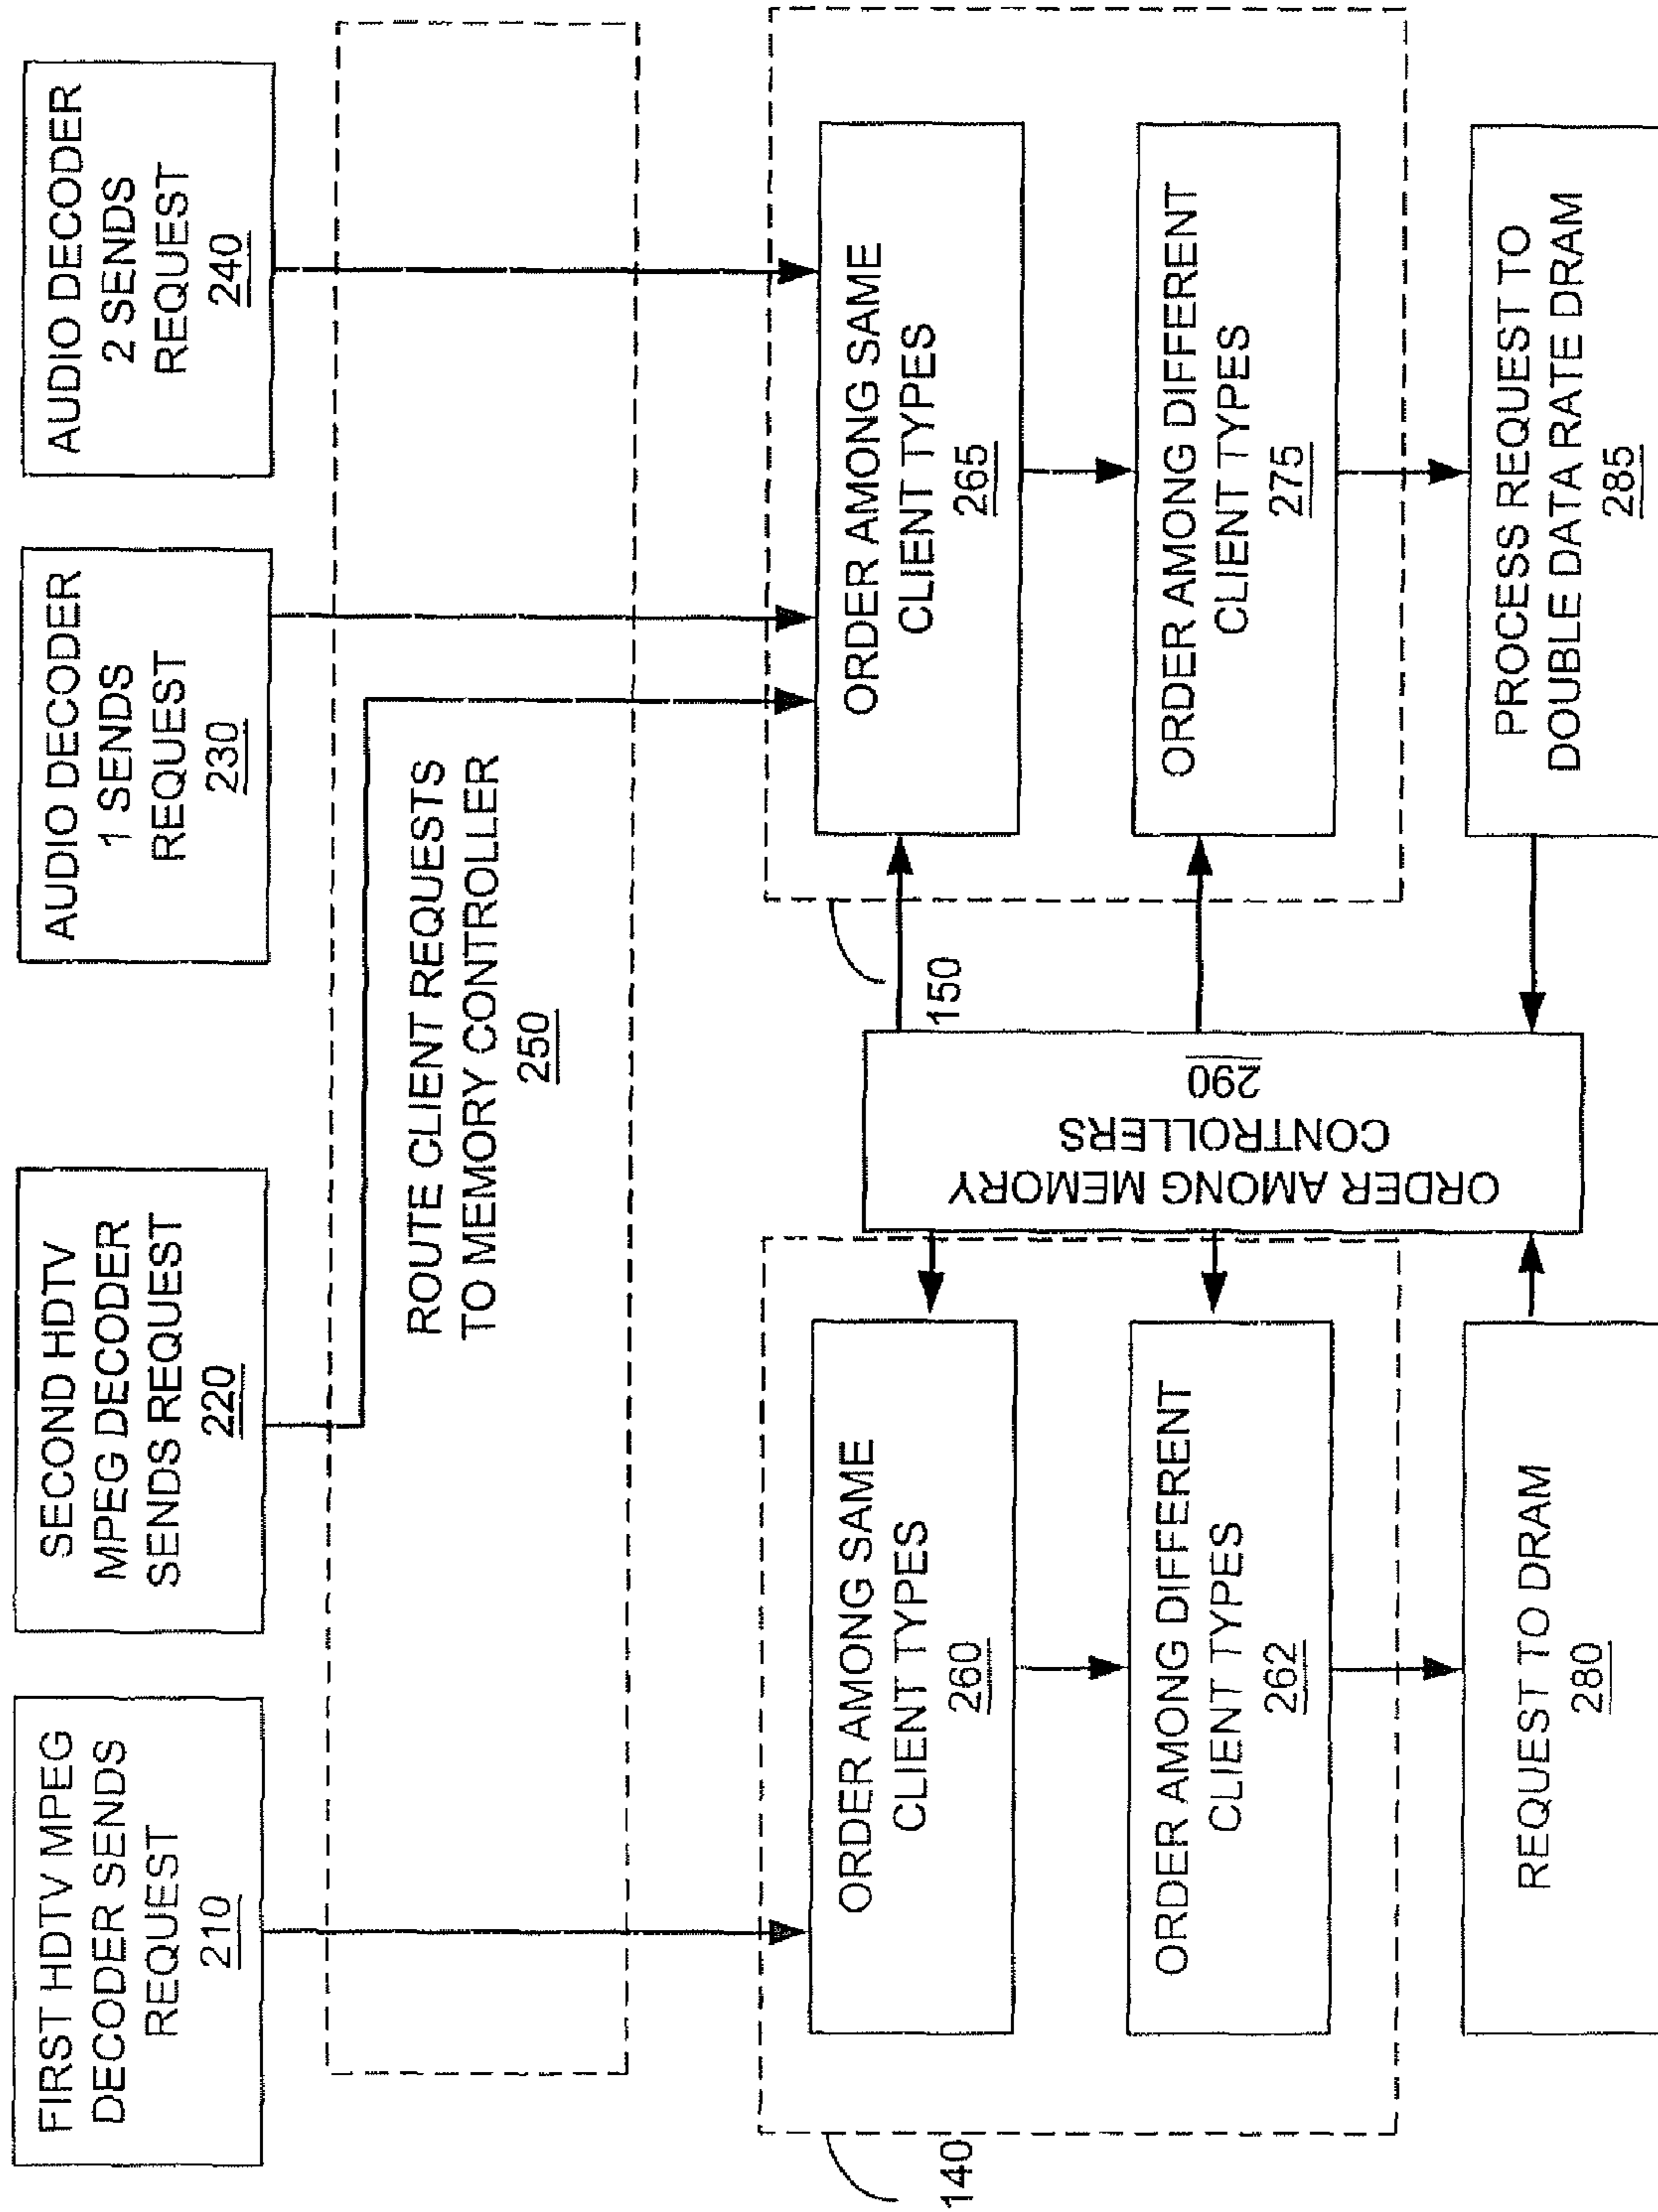 FIRST HDTV MPEG
DECODER SENDS
REQUEST
210
SECOND HDTV
MPEG DECODER
SENDS REQUEST
220
AUDIO DECODER
1 SENDS
REQUEST
230
AUDIO DECODER
2 SENDS
REQUEST
240
ROUTE CLIENT REQUESTS
TO MEMORY CONTROLLER
250
140
ORDER AMONG SAME
CLIENT TYPES
260
ORDER AMONG DIFFERENT
CLIENT TYPES
262
REQUEST TO DRAM
280
ORDER AMONG MEMORY
CONTROLLERS
290
150
ORDER AMONG SAME
CLIENT TYPES
265
ORDER AMONG DIFFERENT
CLIENT TYPES
275
PROCESS REQUEST TO
DOUBLE DATA RATE DRAM
285